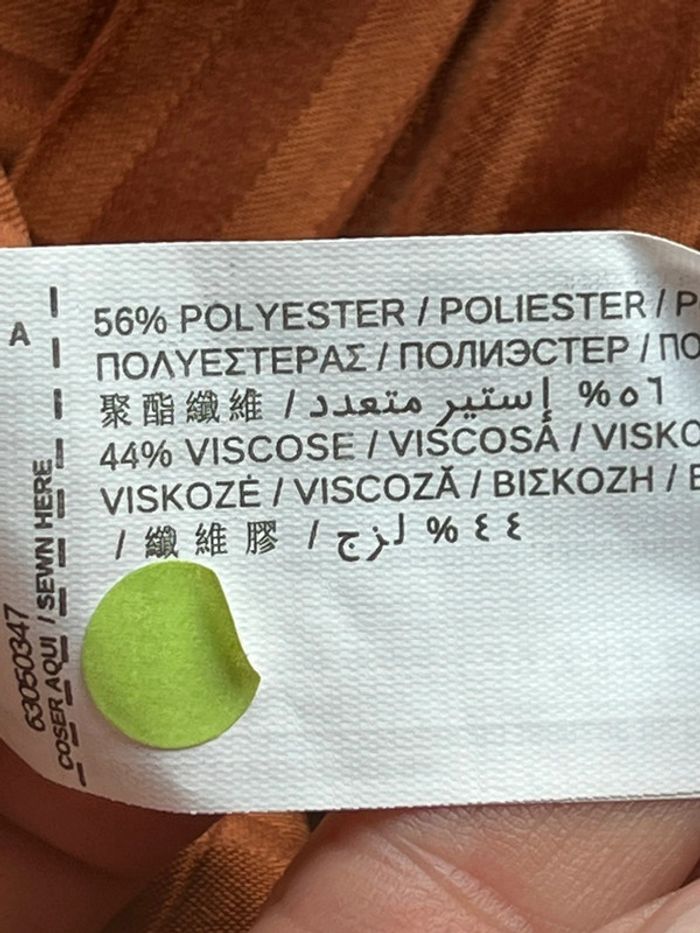 A
56% POLYESTER / POLIESTER / P
ΠΟΛΥΕΣΤΕΡΑΣ / ПОЛИЭСТЕР / ПО
聚酯纖維 / إستير متعدد %٥٦
44% VISCOSE / VISCOSA / VISKO
VISKOZĖ / VISCOZĂ / ΒΙΣΚΟΖΗ /
/ 纖維膠 / لزج %٤٤
63050347
COSER AQUI / SEWN HERE